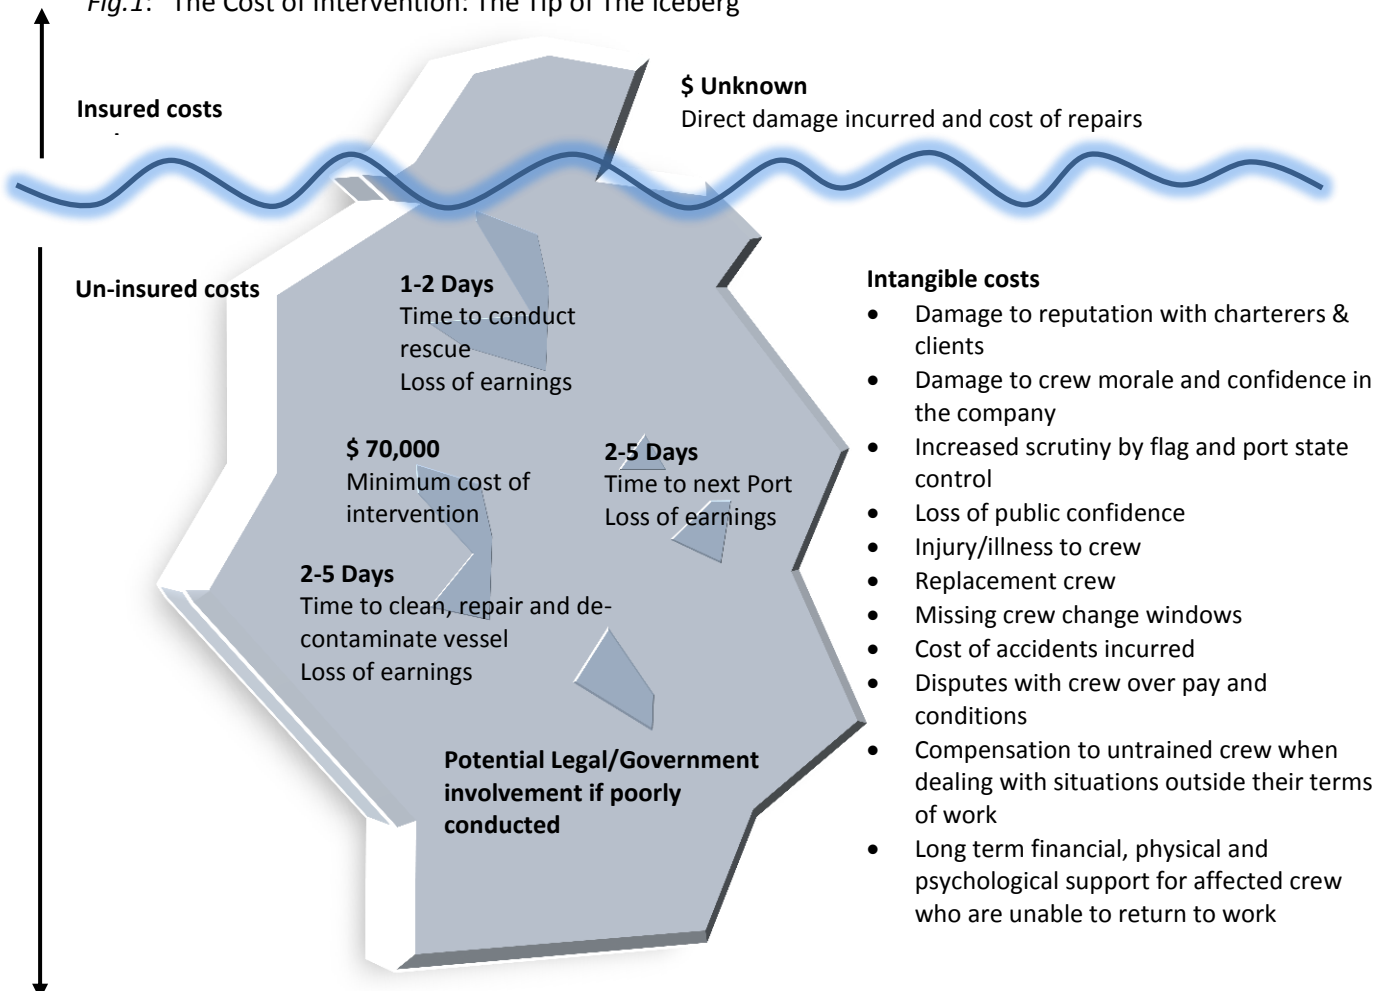 Fig.1: The Cost of Intervention: The Tip of The Iceberg
$ Unknown
Direct damage incurred and cost of repairs
Insured costs
Un-insured costs
1-2 Days
Time to conduct
rescue
Loss of earnings
$ 70,000
Minimum cost of
intervention
2-5 Days
Time to next Port
Loss of earnings
2-5 Days
Time to clean, repair and de-
contaminate vessel
Loss of earnings
Potential Legal/Government
involvement if poorly
conducted
Intangible costs
• Damage to reputation with charterers &
clients
• Damage to crew morale and confidence in
the company
• Increased scrutiny by flag and port state
control
• Loss of public confidence
• Injury/illness to crew
• Replacement crew
• Missing crew change windows
• Cost of accidents incurred
• Disputes with crew over pay and
conditions
• Compensation to untrained crew when
dealing with situations outside their terms
of work
• Long term financial, physical and
psychological support for affected crew
who are unable to return to work